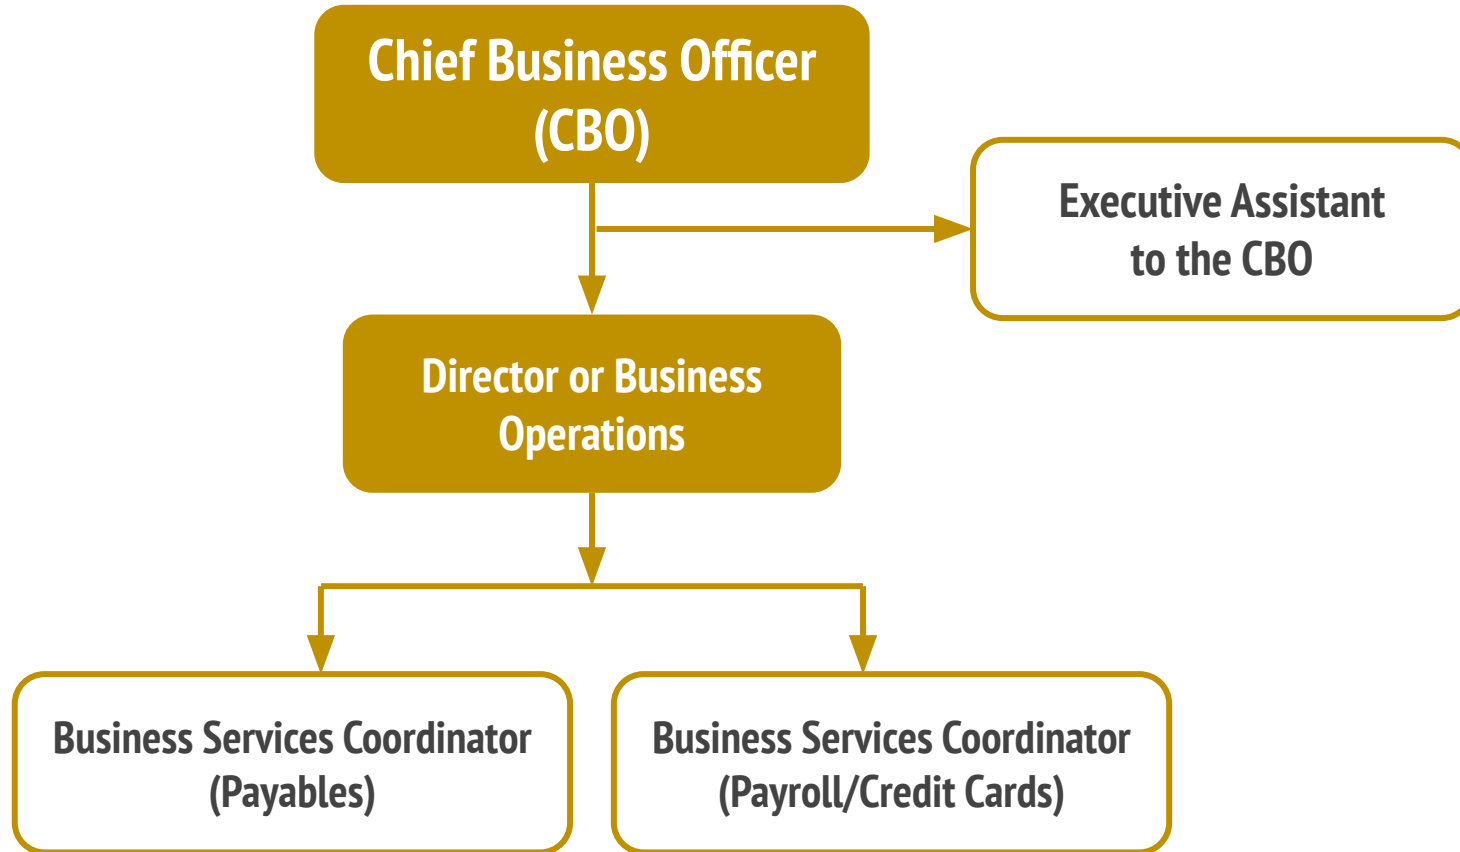 Chief Business Officer
(CBO)
Executive Assistant
to the CBO
Director or Business
Operations
Business Services Coordinator
(Payables)
Business Services Coordinator
(Payroll/Credit Cards)